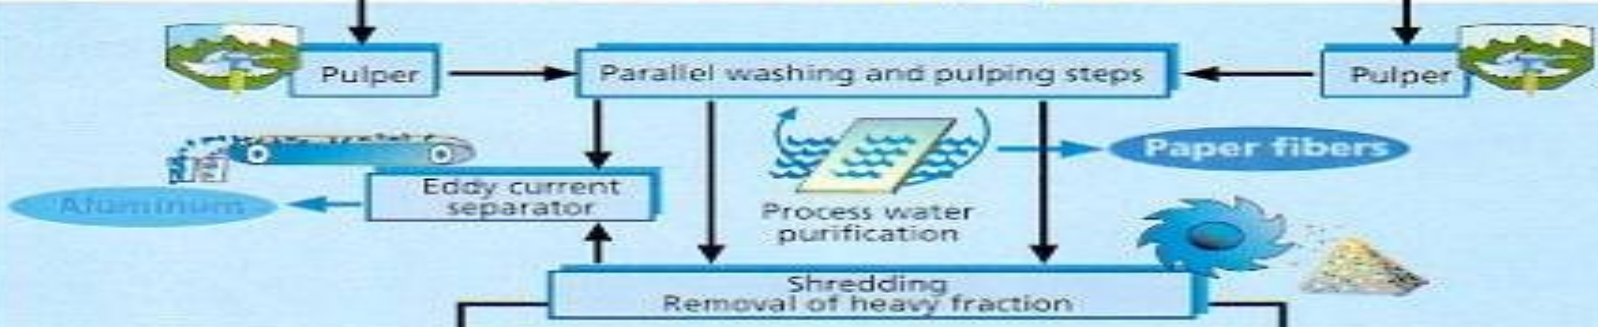 Pulper
Parallel washing and pulping steps
Pulper
Paper fibers
Eddy current
separator
Aluminum
Process water
purification
Shredding
Removal of heavy fraction